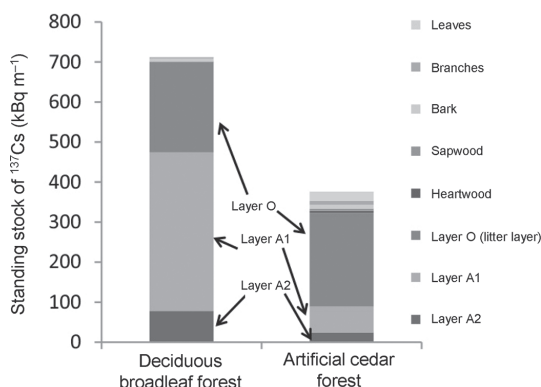 800
700
600
500
400
300
200
100
0
Standing stock of ¹³⁷Cs (kBq m⁻¹)
Layer O
Layer A1
Layer A2
Deciduous
broadleaf forest
Artificial cedar
forest
Leaves
Branches
Bark
Sapwood
Heartwood
Layer O (litter layer)
Layer A1
Layer A2